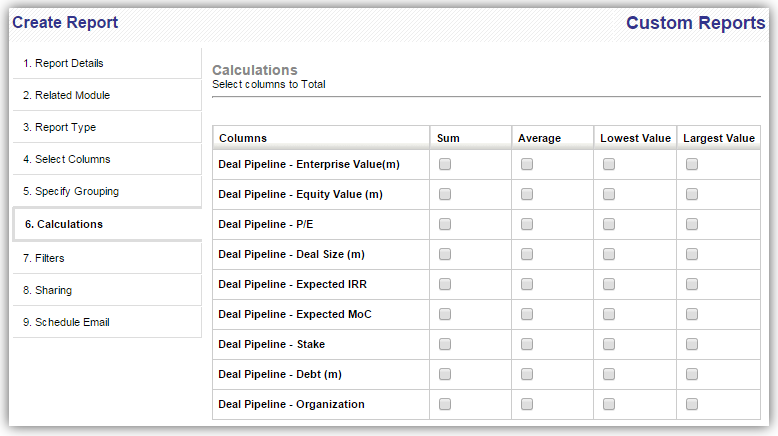 Create Report
Custom Reports
1. Report Details
2. Related Module
3. Report Type
4. Select Columns
5. Specify Grouping
6. Calculations
7. Filters
8. Sharing
9. Schedule Email
Calculations
Select columns to Total
Columns Sum Average Lowest Value Largest Value
Deal Pipeline - Enterprise Value(m)
Deal Pipeline - Equity Value (m)
Deal Pipeline - P/E
Deal Pipeline - Deal Size (m)
Deal Pipeline - Expected IRR
Deal Pipeline - Expected MoC
Deal Pipeline - Stake
Deal Pipeline - Debt (m)
Deal Pipeline - Organization